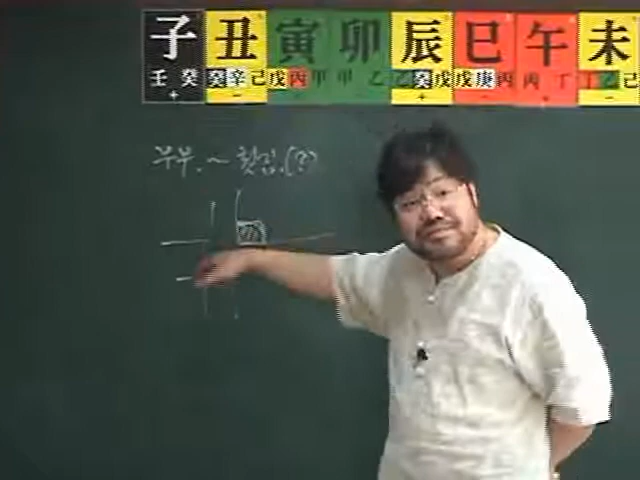 子 丑 寅 卯 辰 巳 午 未
壬 癸 癸 辛 己 戊 丙 甲 甲 乙 乙 癸 戊 戊 庚 丙 丙 丁 丁 乙 己
+ - + - + - + -
부부. ~